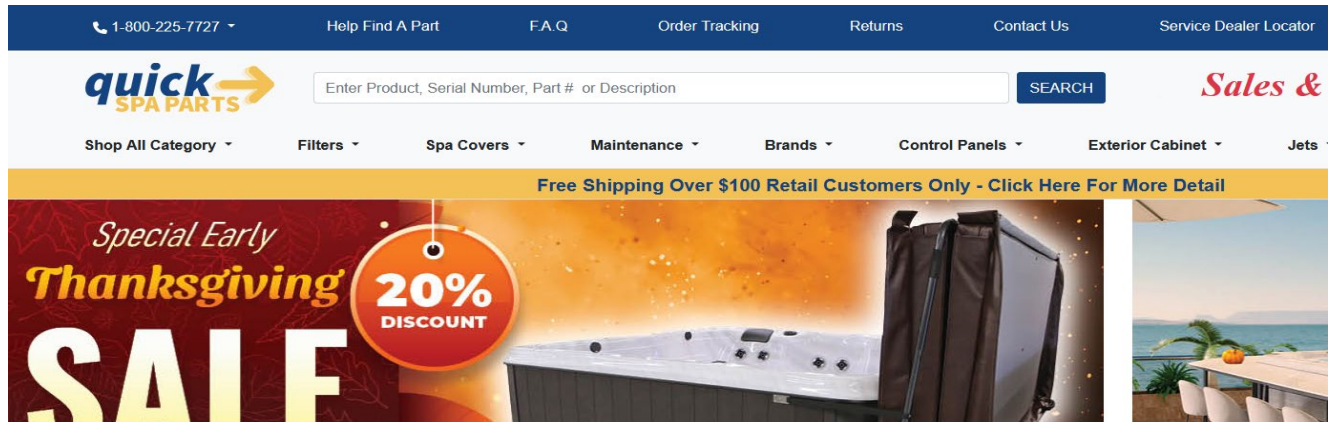 1-800-225-7727
Help Find A Part
F.A.Q
Order Tracking
Returns
Contact Us
Service Dealer Locator
quick
SPA PARTS
Enter Product, Serial Number, Part # or Description
SEARCH
Sales &
Shop All Category
Filters
Spa Covers
Maintenance
Brands
Control Panels
Exterior Cabinet
Jets
Free Shipping Over $100 Retail Customers Only - Click Here For More Detail
Special Early
Thanksgiving
SALE
20%
DISCOUNT